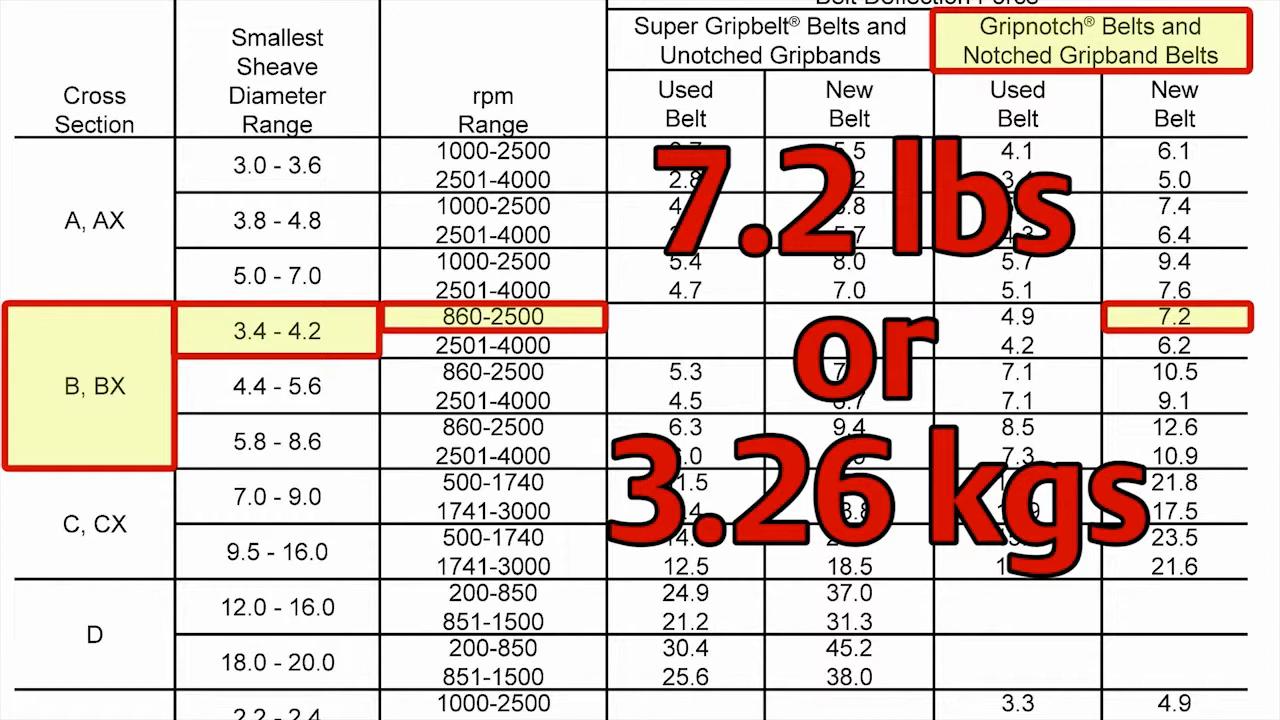 Belt Deflection Force
Super Gripbelt® Belts and
Unotched Gripbands
Gripnotch® Belts and
Notched Gripband Belts
Cross
Section
Smallest
Sheave
Diameter
Range
rpm
Range
Used
Belt
New
Belt
Used
Belt
New
Belt
A, AX
3.0 - 3.6
1000-2500
4.1
6.1
2501-4000
5.0
3.8 - 4.8
1000-2500
7.4
2501-4000
6.4
5.0 - 7.0
1000-2500
5.4
8.0
5.7
9.4
2501-4000
4.7
7.0
5.1
7.6
B, BX
3.4 - 4.2
860-2500
4.9
7.2
2501-4000
4.2
6.2
4.4 - 5.6
860-2500
5.3
7.1
10.5
2501-4000
4.5
7.1
9.1
5.8 - 8.6
860-2500
6.3
9.4
8.5
12.6
2501-4000
7.3
10.9
C, CX
7.0 - 9.0
500-1740
21.8
1741-3000
17.5
9.5 - 16.0
500-1740
23.5
1741-3000
12.5
18.5
21.6
D
12.0 - 16.0
200-850
24.9
37.0
851-1500
21.2
31.3
18.0 - 20.0
200-850
30.4
45.2
851-1500
25.6
38.0
2.2 - 2.4
1000-2500
3.3
4.9
7.2 lbs
or
3.26 kgs